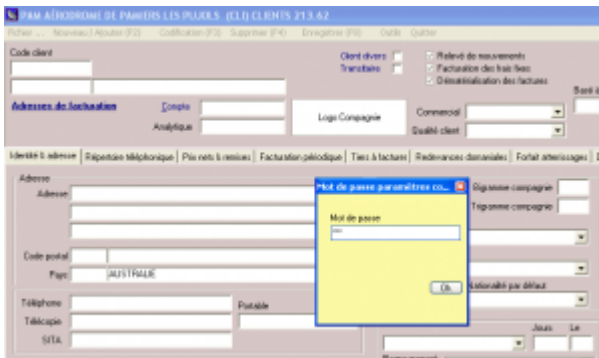 PAM AÉRODROME DE PAMIERS LES PUJOLS (CLI) CLIENTS 213.62
Fichier ... Nouveau / Ajouter (F2) Codification (F3) Supprimer (F4) Enregistrer (F8) Outils Quitter
Code client
Client divers
Transitaire
Relevé de mouvements
Facturation des frais fixes
Dématérialisation des factures
Adresses de facturation
Compte
Analytique
Logo Compagnie
Commercial
Qualité client
Identité & adresse Répertoire téléphonique Prix nets & remises Facturation périodique Tiers à facturer Redevances domaniales Forfait atterrissages
Adresse
Adresse
Code postal
Pays AUSTRALIE
Téléphone
Télécopie
SITA
Portable
Mot de passe paramètres co...
Mot de passe
***
Ok
Bigramme compagnie
Trigramme compagnie
Nationalité par défaut
Jours Le